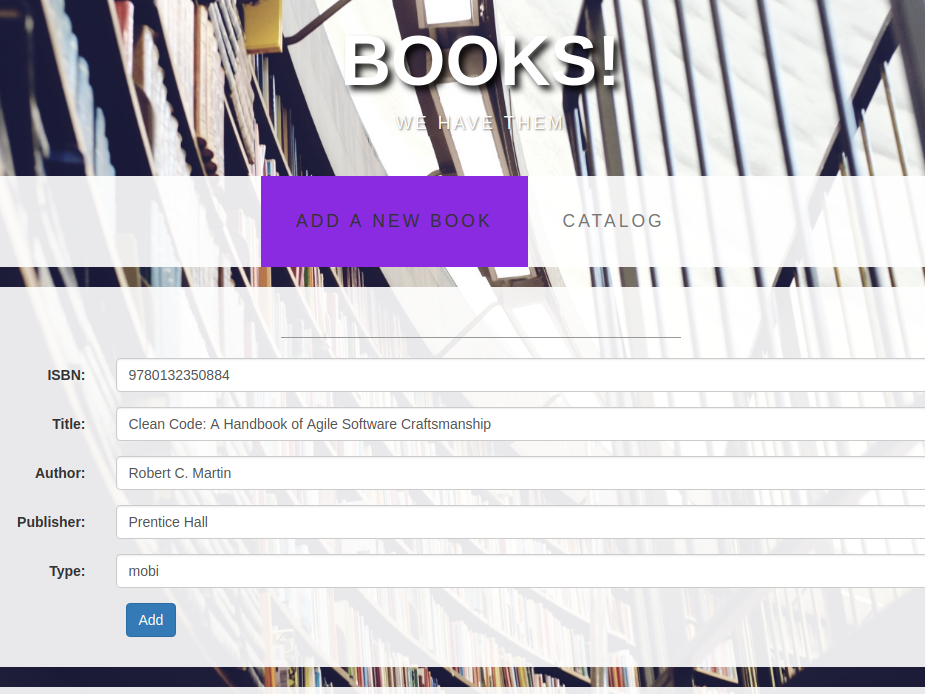 BOOKS!
WE HAVE THEM
ADD A NEW BOOK
CATALOG
ISBN: 9780132350884
Title: Clean Code: A Handbook of Agile Software Craftsmanship
Author: Robert C. Martin
Publisher: Prentice Hall
Type: mobi
Add